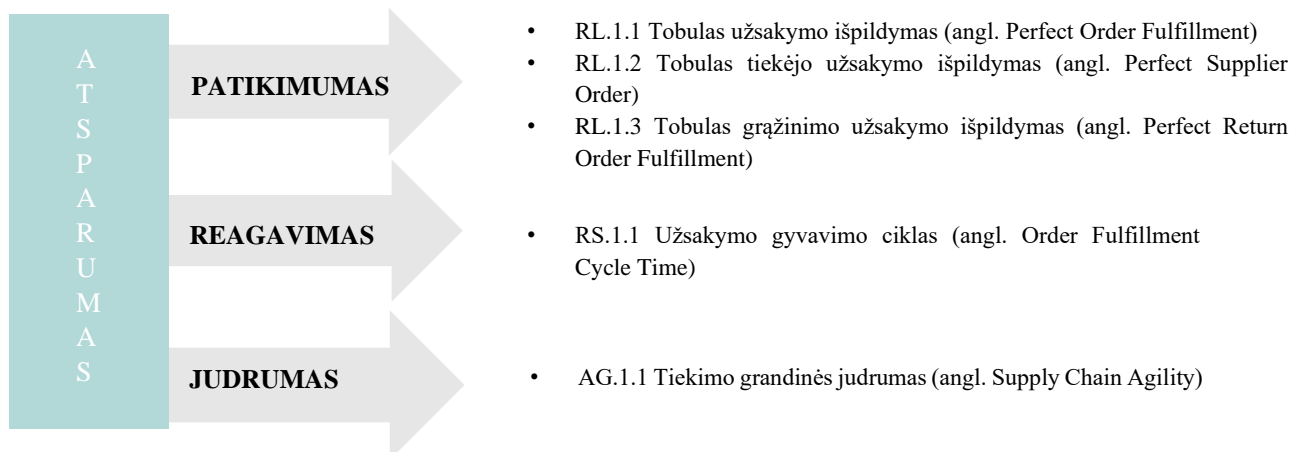 A
T
S
P
A
R
U
M
A
S
PATIKIMUMAS
• RL.1.1 Tobulas užsakymo išpildymas (angl. Perfect Order Fulfillment)
• RL.1.2 Tobulas tiekėjo užsakymo išpildymas (angl. Perfect Supplier
Order)
• RL.1.3 Tobulas grąžinimo užsakymo išpildymas (angl. Perfect Return
Order Fulfillment)
REAGAVIMAS
• RS.1.1 Užsakymo gyvavimo ciklas (angl. Order Fulfillment
Cycle Time)
JUDRUMAS
• AG.1.1 Tiekimo grandinės judrumas (angl. Supply Chain Agility)